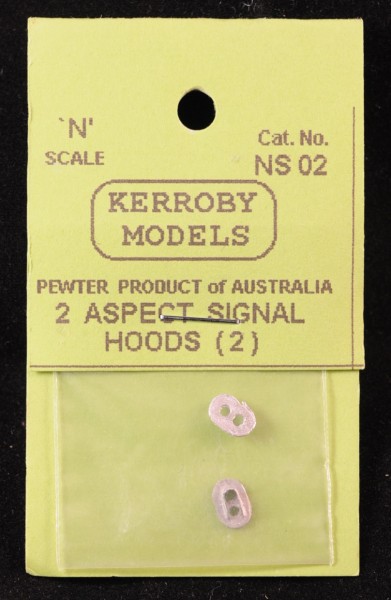 `N'
SCALE
Cat. No.
NS 02
KERROBY
MODELS
PEWTER PRODUCT of AUSTRALIA
2 ASPECT SIGNAL
HOODS (2)